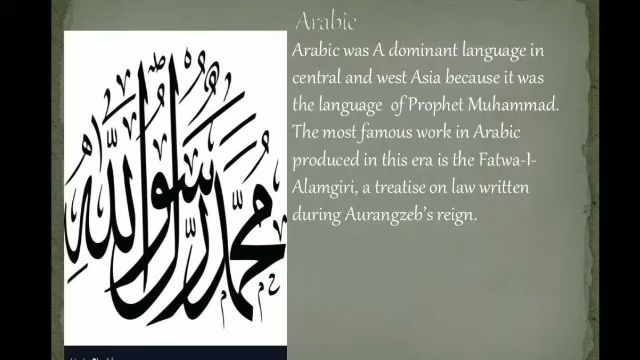 Arabic
Arabic was A dominant language in
central and west Asia because it was
the language of Prophet Muhammad.
The most famous work in Arabic
produced in this era is the Fatwa-I-
Alamgiri, a treatise on law written
during Aurangzeb's reign.
محمد رسول الله